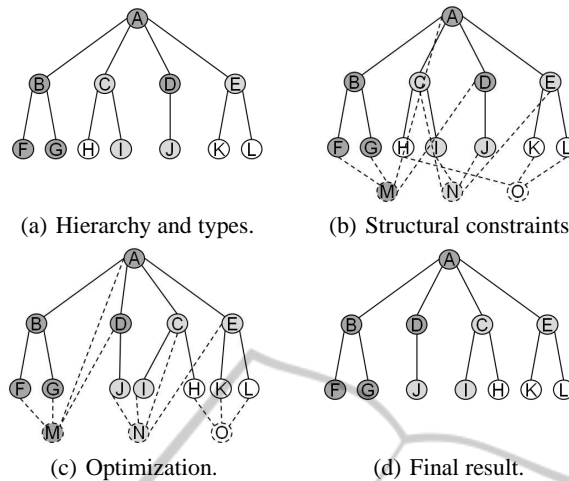 A A
B C D E B C D E
F G H I J K L F G H I J K L
M N O
(a) Hierarchy and types. (b) Structural constraints
A A
B D C E B D C E
F G J I H K L F G J I H K L
M N O
(c) Optimization. (d) Final result.